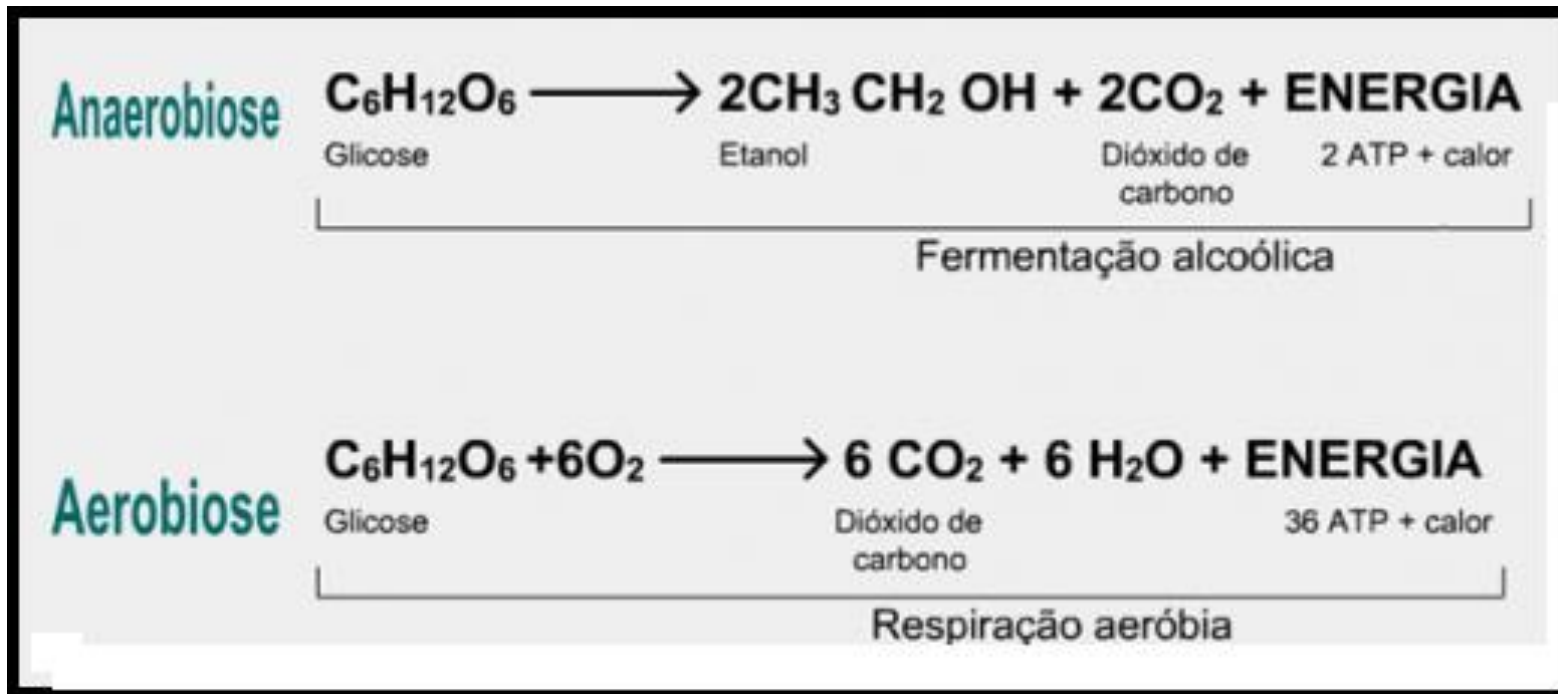 Anaerobiose C₆H₁₂O₆ ⟶ 2CH₃ CH₂ OH + 2CO₂ + ENERGIA
Glicose Etanol Dióxido de carbono 2 ATP + calor
Fermentação alcoólica
Aerobiose C₆H₁₂O₆ +6O₂ ⟶ 6 CO₂ + 6 H₂O + ENERGIA
Glicose Dióxido de carbono 36 ATP + calor
Respiração aeróbia